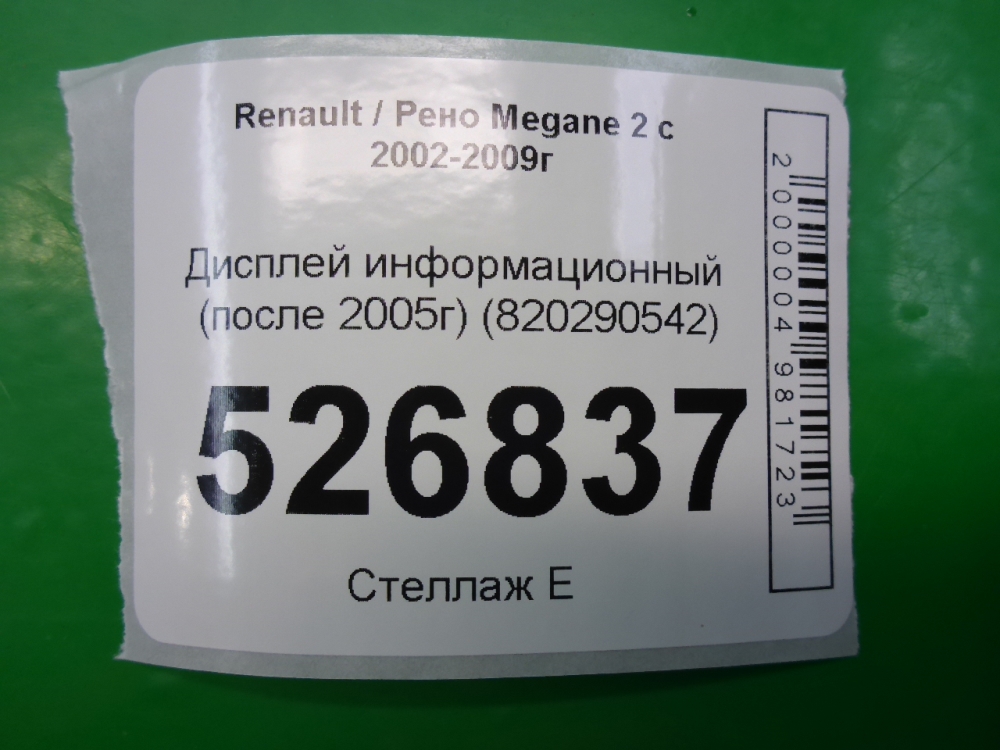 Renault / Рено Megane 2 с
2002-2009г
Дисплей информационный
(после 2005г) (820290542)
526837
Стеллаж Е
2000004981723